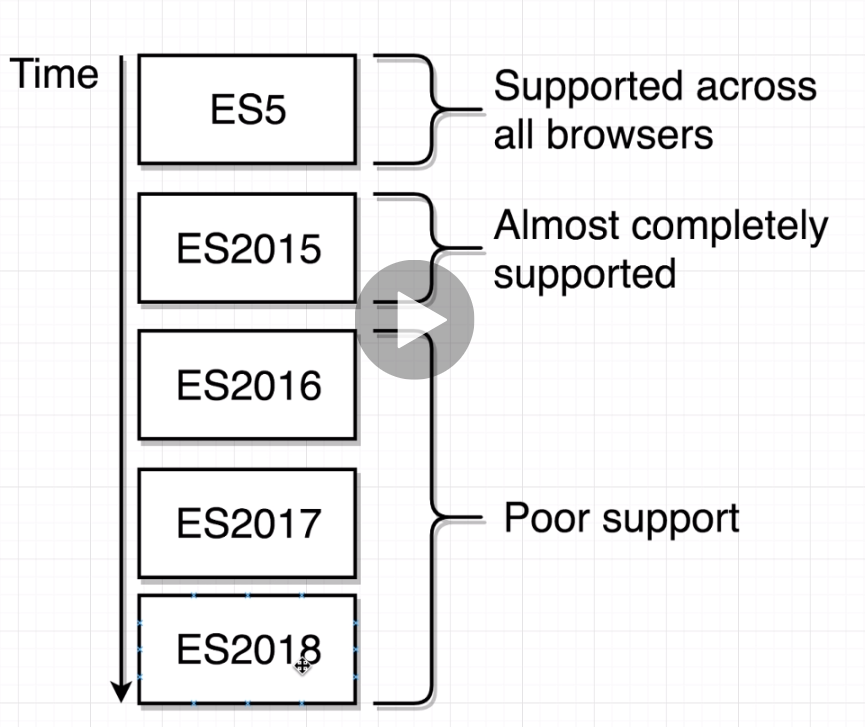 Time
ES5
Supported across
all browsers
ES2015
Almost completely
supported
ES2016
ES2017
Poor support
ES2018